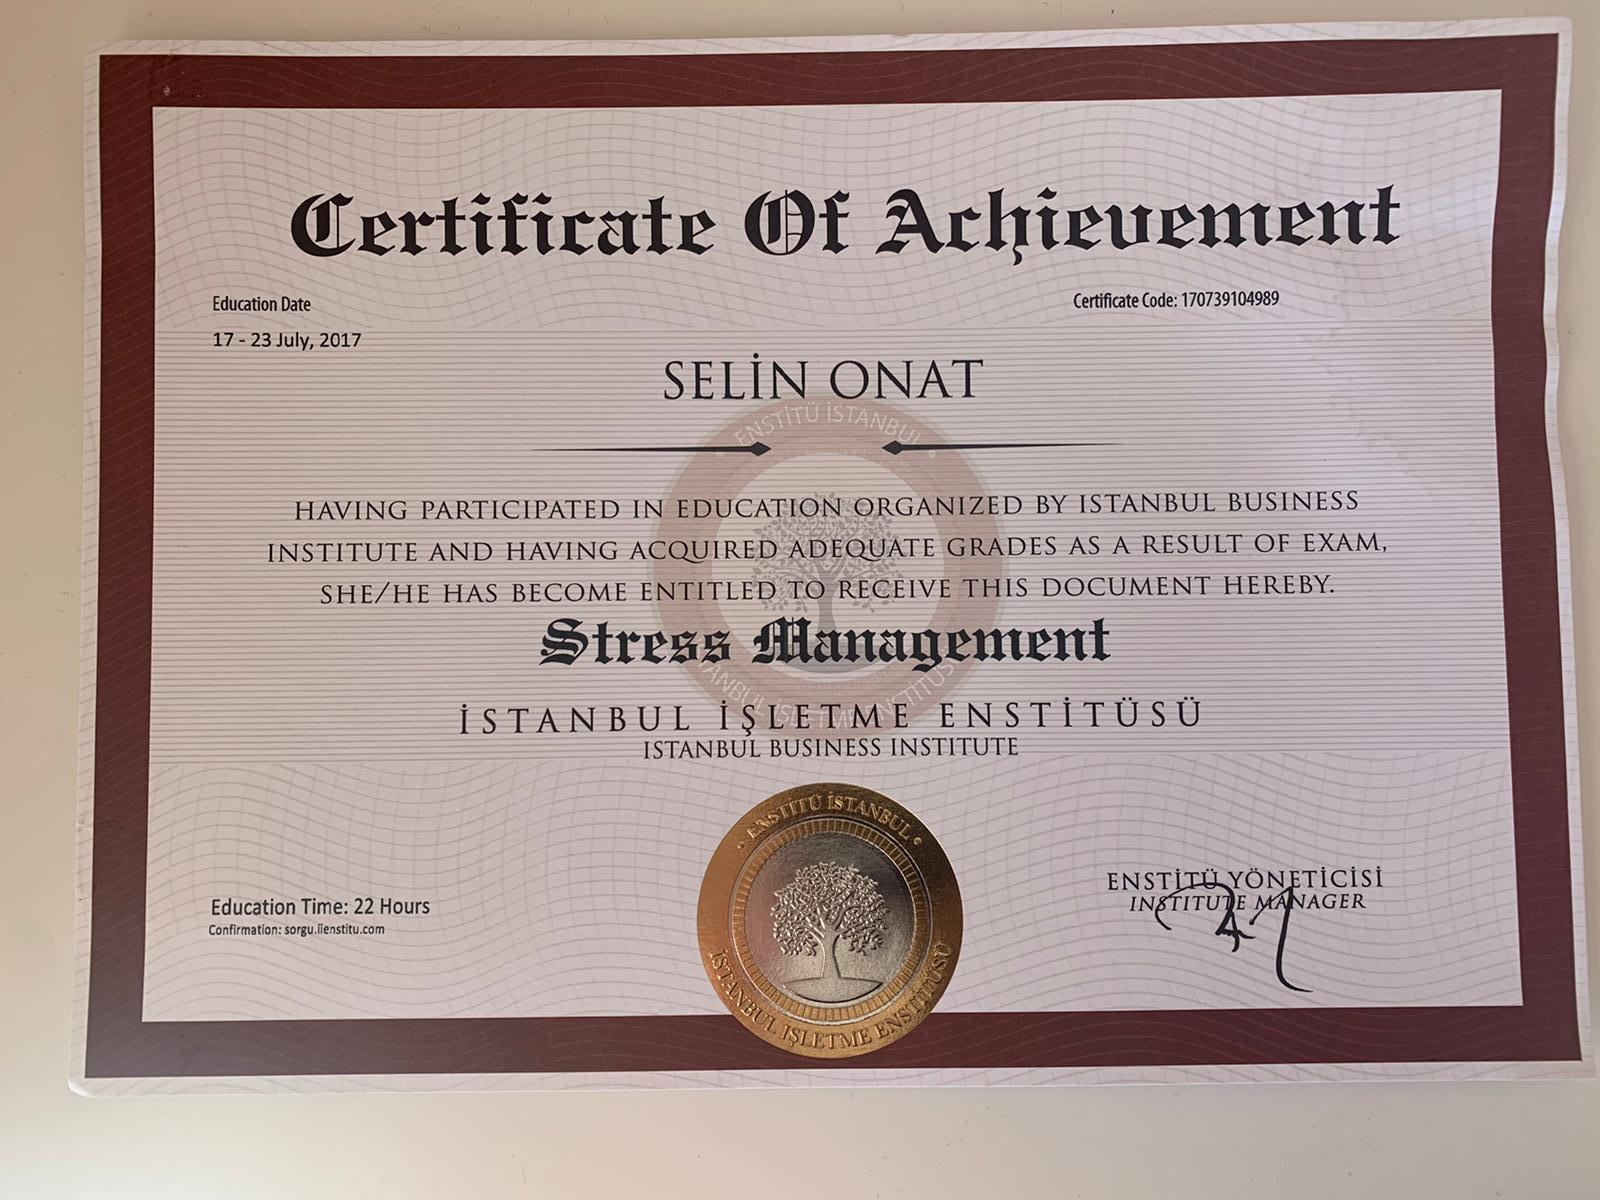 Certificate Of Achievement
Education Date
Certificate Code: 170739104989
17 - 23 July, 2017
SELİN ONAT
ENSTİTÜ İSTANBUL
HAVING PARTICIPATED IN EDUCATION ORGANIZED BY ISTANBUL BUSINESS
INSTITUTE AND HAVING ACQUIRED ADEQUATE GRADES AS A RESULT OF EXAM,
SHE/HE HAS BECOME ENTITLED TO RECEIVE THIS DOCUMENT HEREBY.
Stress Management
İSTANBUL İŞLETME ENSTİTÜSÜ
ISTANBUL BUSINESS INSTITUTE
• ENSTİTÜ İSTANBUL •
İSTANBUL İŞLETME ENSTİTÜSÜ
ENSTİTÜ YÖNETİCİSİ
INSTITUTE MANAGER
Education Time: 22 Hours
Confirmation: sorgu.iienstitu.com